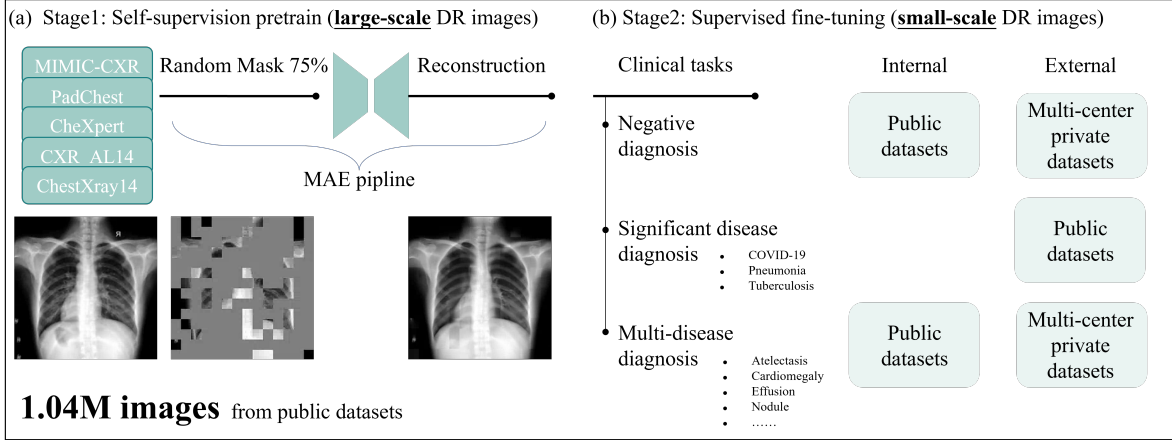 (a) Stage1: Self-supervision pretrain (large-scale DR images)
MIMIC-CXR
PadChest
CheXpert
CXR_AL14
ChestXray14
Random Mask 75%
Reconstruction
MAE pipline
1.04M images from public datasets
(b) Stage2: Supervised fine-tuning (small-scale DR images)
Clinical tasks
Internal
External
Negative
diagnosis
Public
datasets
Multi-center
private
datasets
Significant disease
diagnosis
• COVID-19
• Pneumonia
• Tuberculosis
Public
datasets
Multi-disease
diagnosis
• Atelectasis
• Cardiomegaly
• Effusion
• Nodule
• ……
Public
datasets
Multi-center
private
datasets